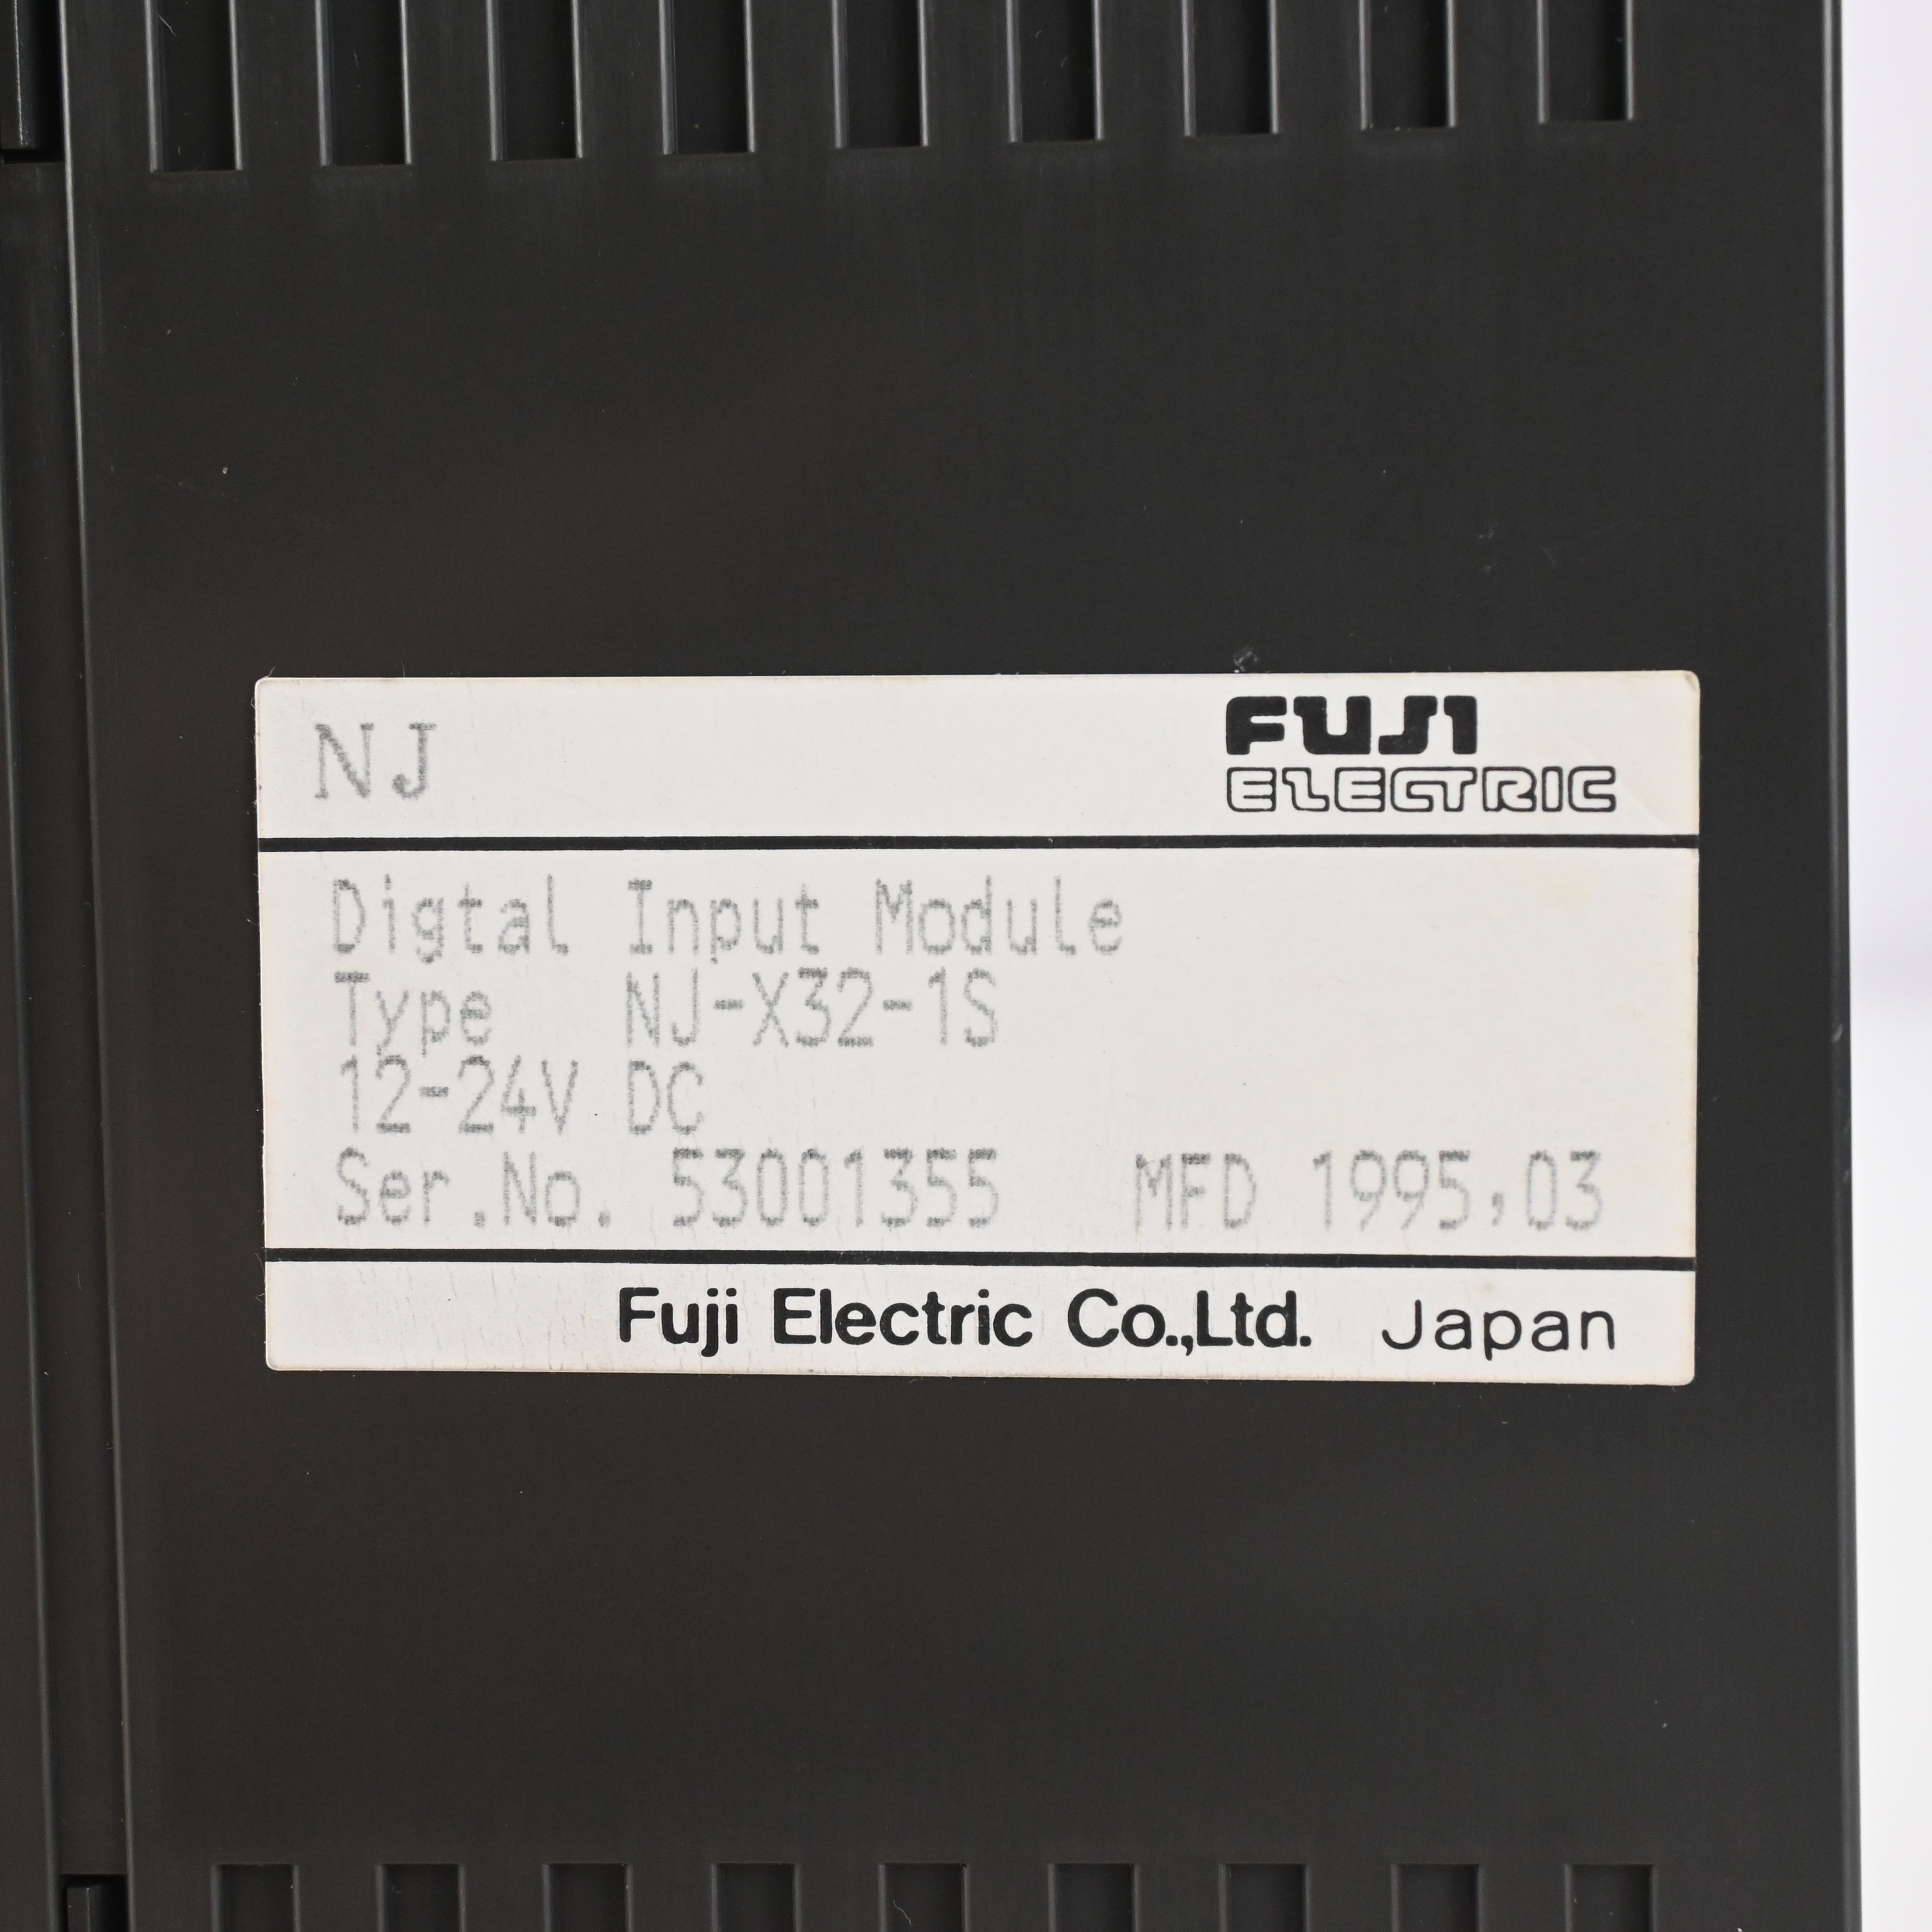 NJ
FUJI
ELECTRIC
Digtal Input Module
Type NJ-X32-1S
12-24V DC
Ser.No. 53001355 MFD 1995,03
Fuji Electric Co.,Ltd. Japan